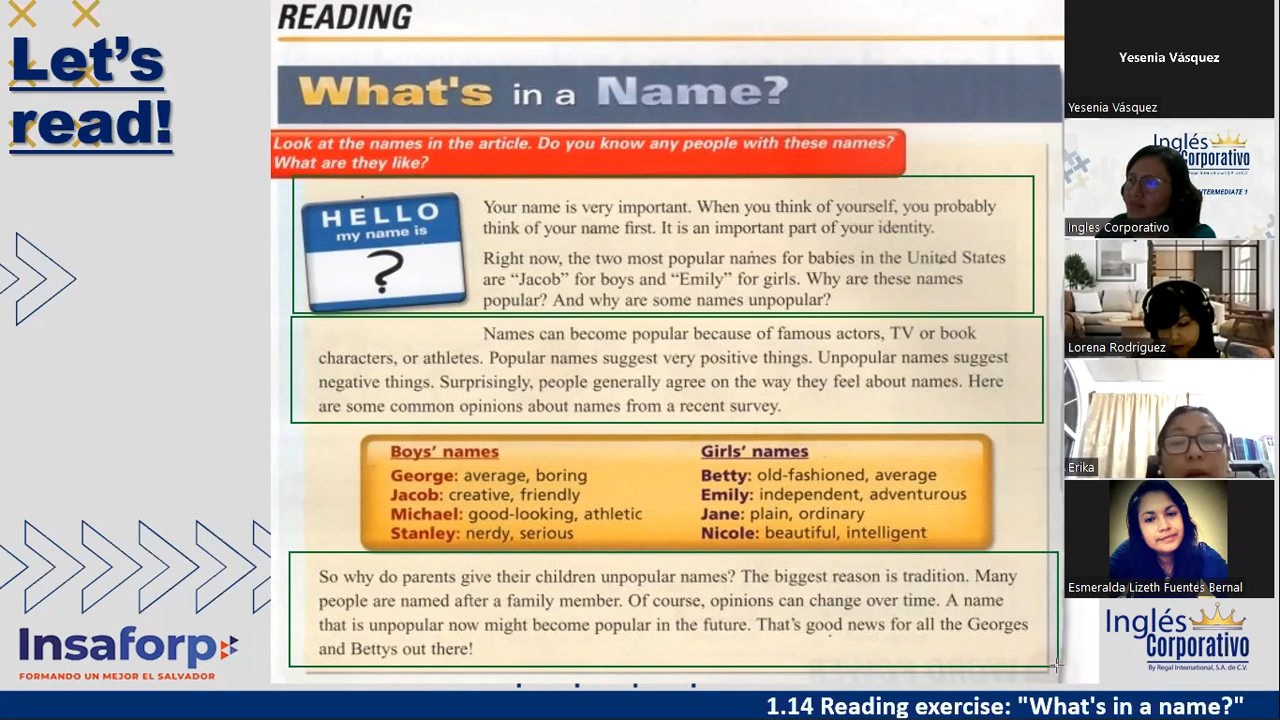 Let's
read!
READING
What's in a Name?
Look at the names in the article. Do you know any people with these names?
What are they like?
HELLO
my name is
?
Your name is very important. When you think of yourself, you probably
think of your name first. It is an important part of your identity.
Right now, the two most popular names for babies in the United States
are “Jacob” for boys and “Emily” for girls. Why are these names
popular? And why are some names unpopular?
Names can become popular because of famous actors, TV or book
characters, or athletes. Popular names suggest very positive things. Unpopular names suggest
negative things. Surprisingly, people generally agree on the way they feel about names. Here
are some common opinions about names from a recent survey.
Boys' names
George: average, boring
Jacob: creative, friendly
Michael: good-looking, athletic
Stanley: nerdy, serious
Girls' names
Betty: old-fashioned, average
Emily: independent, adventurous
Jane: plain, ordinary
Nicole: beautiful, intelligent
So why do parents give their children unpopular names? The biggest reason is tradition. Many
people are named after a family member. Of course, opinions can change over time. A name
that is unpopular now might become popular in the future. That's good news for all the Georges
and Bettys out there!
Insaforp
FORMANDO UN MEJOR EL SALVADOR
Yesenia Vásquez
Yesenia Vásquez
Inglés
Corporativo
By Regal International, S.A. de C.V.
INTERMEDIATE 1
Ingles Corporativo
Lorena Rodriguez
Erika
Esmeralda Lizeth Fuentes Bernal
Inglés
Corporativo
By Regal International, S.A. de C.V.
1.14 Reading exercise: "What's in a name?"